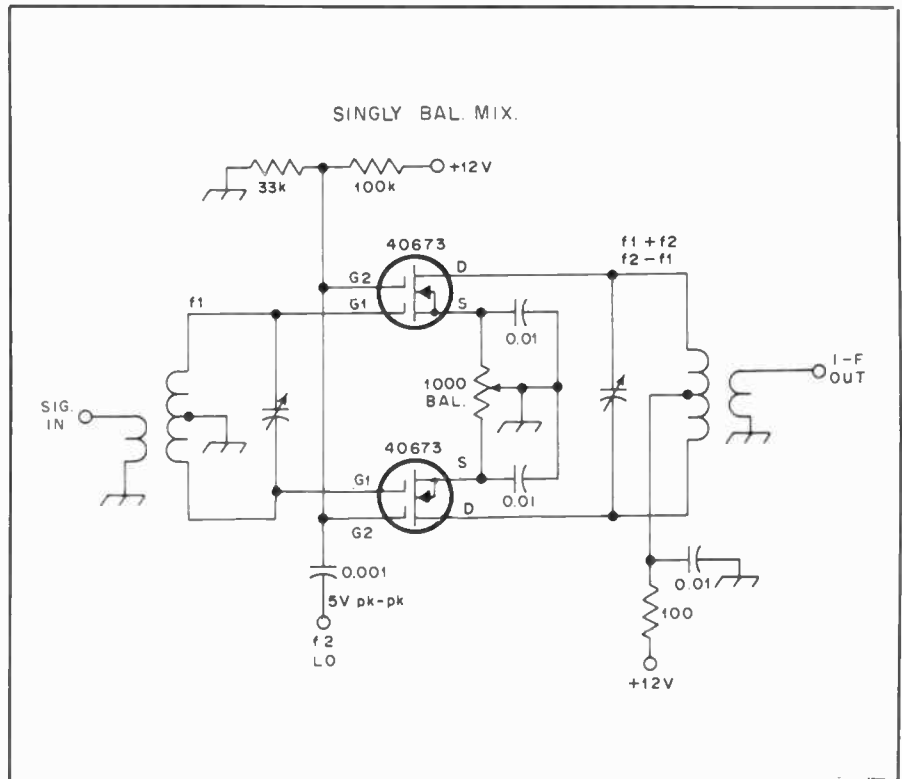 SINGLY BAL. MIX.
33k
100k
+12V
40673
f1+f2
f2-f1
G2
D
f1
G1
S
0.01
I-F
OUT
1000
BAL.
SIG.
IN
40673
S
G1
0.01
D
G2
0.001
0.01
5V pk-pk
100
f2
LO
+12V